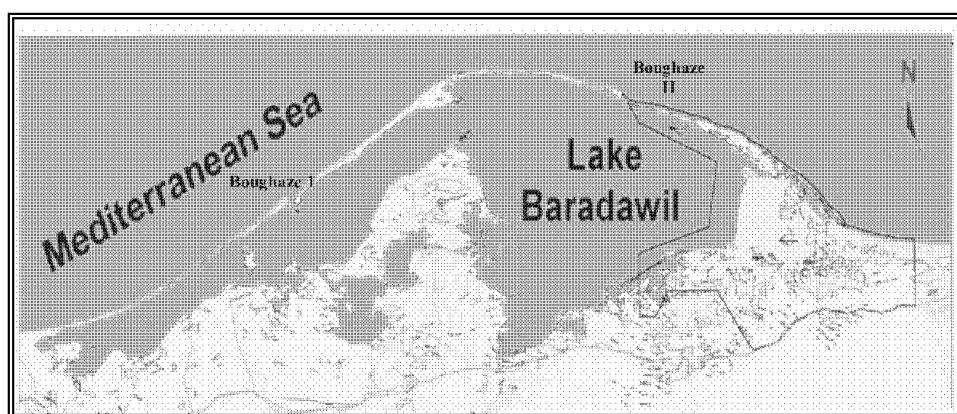 Boughaze
II
N
Mediterranean Sea
Lake
Baradawil
Boughaze I